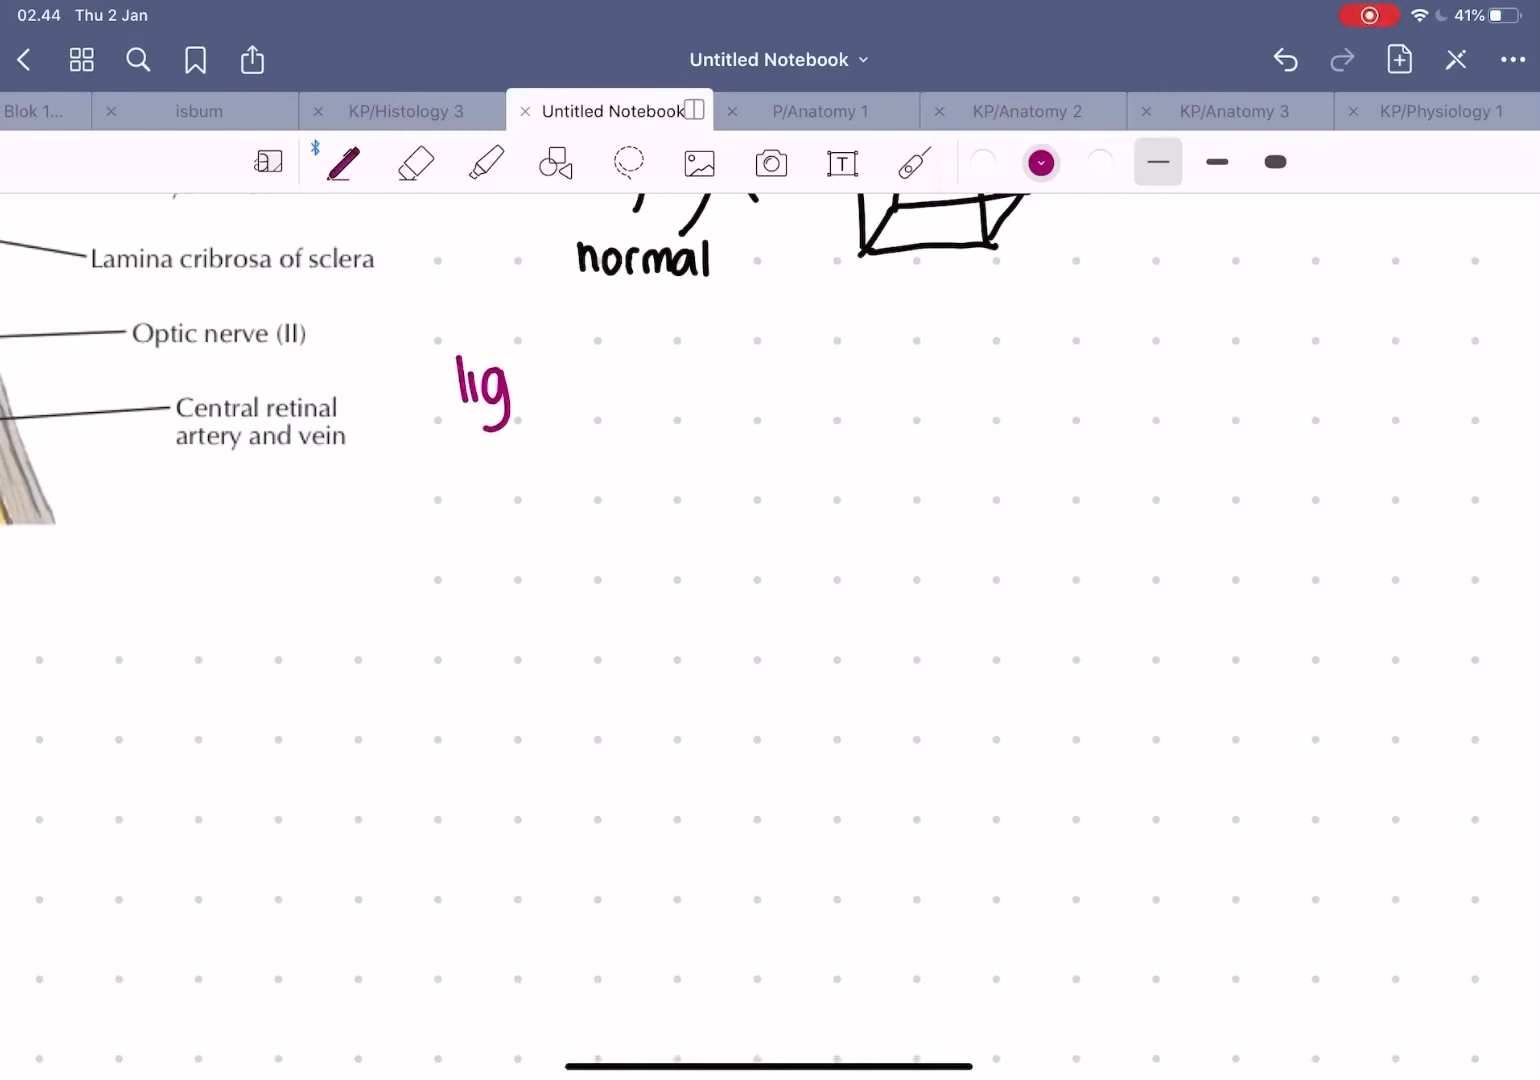 02.44 Thu 2 Jan 41%
Untitled Notebook
Blok 1... isbum KP/Histology 3 Untitled Notebook P/Anatomy 1 KP/Anatomy 2 KP/Anatomy 3 KP/Physiology 1
Lamina cribrosa of sclera
normal
Optic nerve (II)
lig
Central retinal
artery and vein